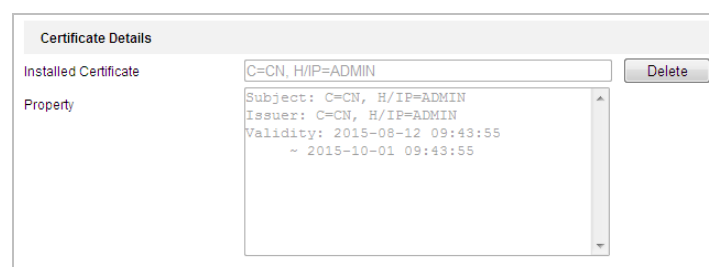 Certificate Details
Installed Certificate C=CN, H/IP=ADMIN Delete
Property
Subject: C=CN, H/IP=ADMIN
Issuer: C=CN, H/IP=ADMIN
Validity: 2015-08-12 09:43:55
~ 2015-10-01 09:43:55